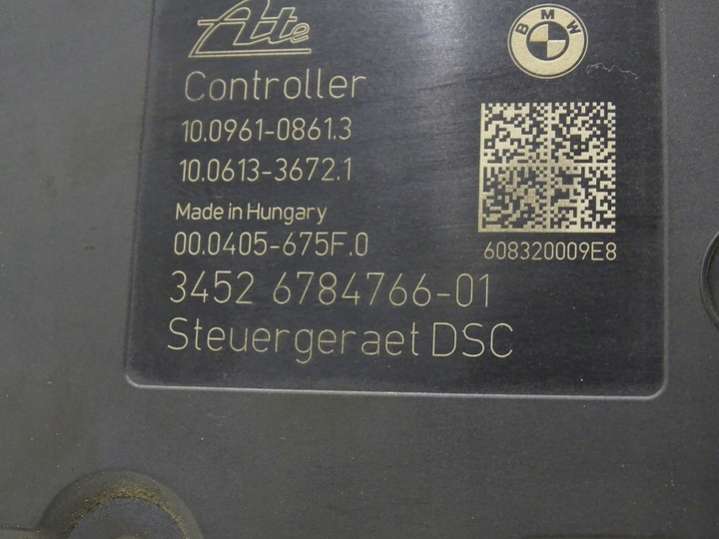 Ate
BMW
Controller
10.0961-0861.3
10.0613-3672.1
Made in Hungary
00.0405-675F.0
608320009E8
3452 6784766-01
Steuergeraet DSC